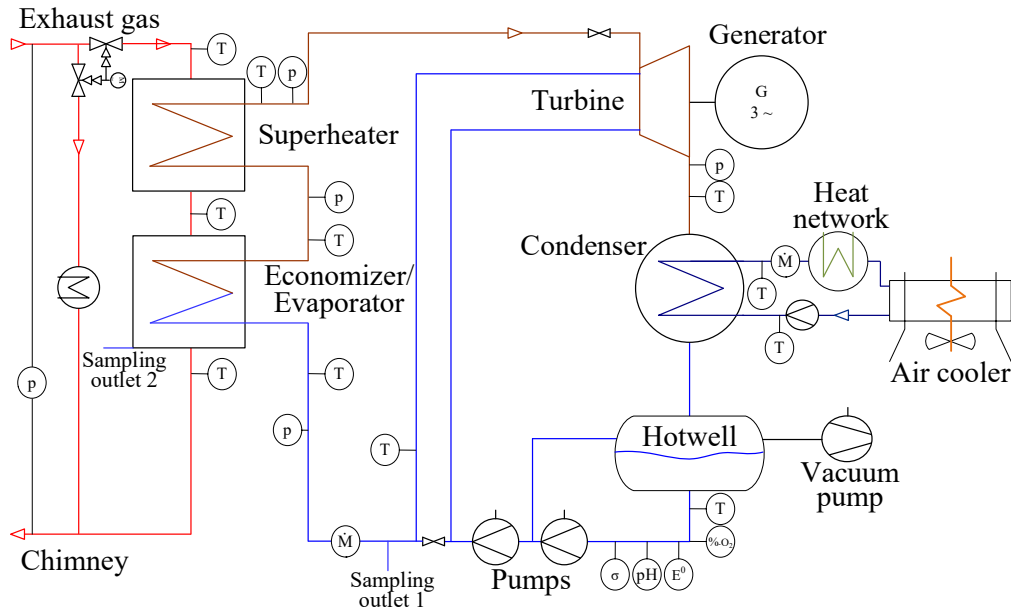 Exhaust gas
T
T
p
Superheater
Turbine
Generator
G
3 ~
p
T
p
T
T
Heat
network
Condenser
Ṁ
T
Economizer/
Evaporator
T
Sampling
outlet 2
T
T
Air cooler
p
p
T
Hotwell
Vacuum
pump
T
%-O₂
Ṁ
σ
pH
E⁰
Pumps
Chimney
Sampling
outlet 1